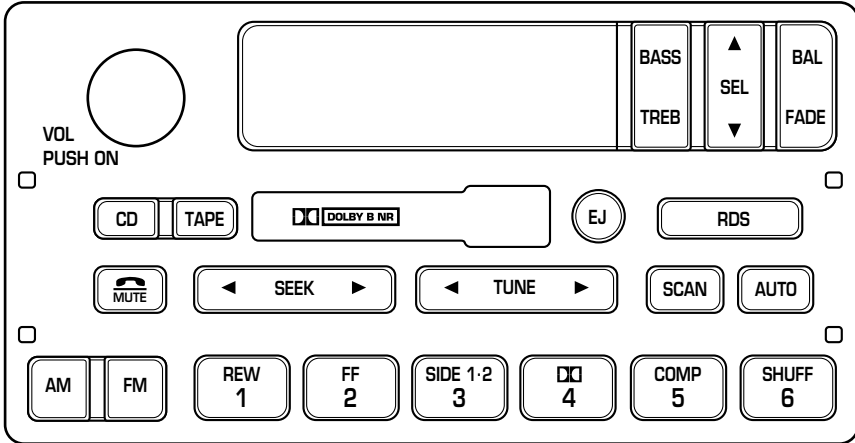 BASS
TREB
▲
SEL
▼
BAL
FADE
VOL
PUSH ON
CD
TAPE
DOLBY B NR
EJ
RDS
MUTE
◄ SEEK ►
◄ TUNE ►
SCAN
AUTO
AM
FM
REW
1
FF
2
SIDE 1·2
3
4
COMP
5
SHUFF
6